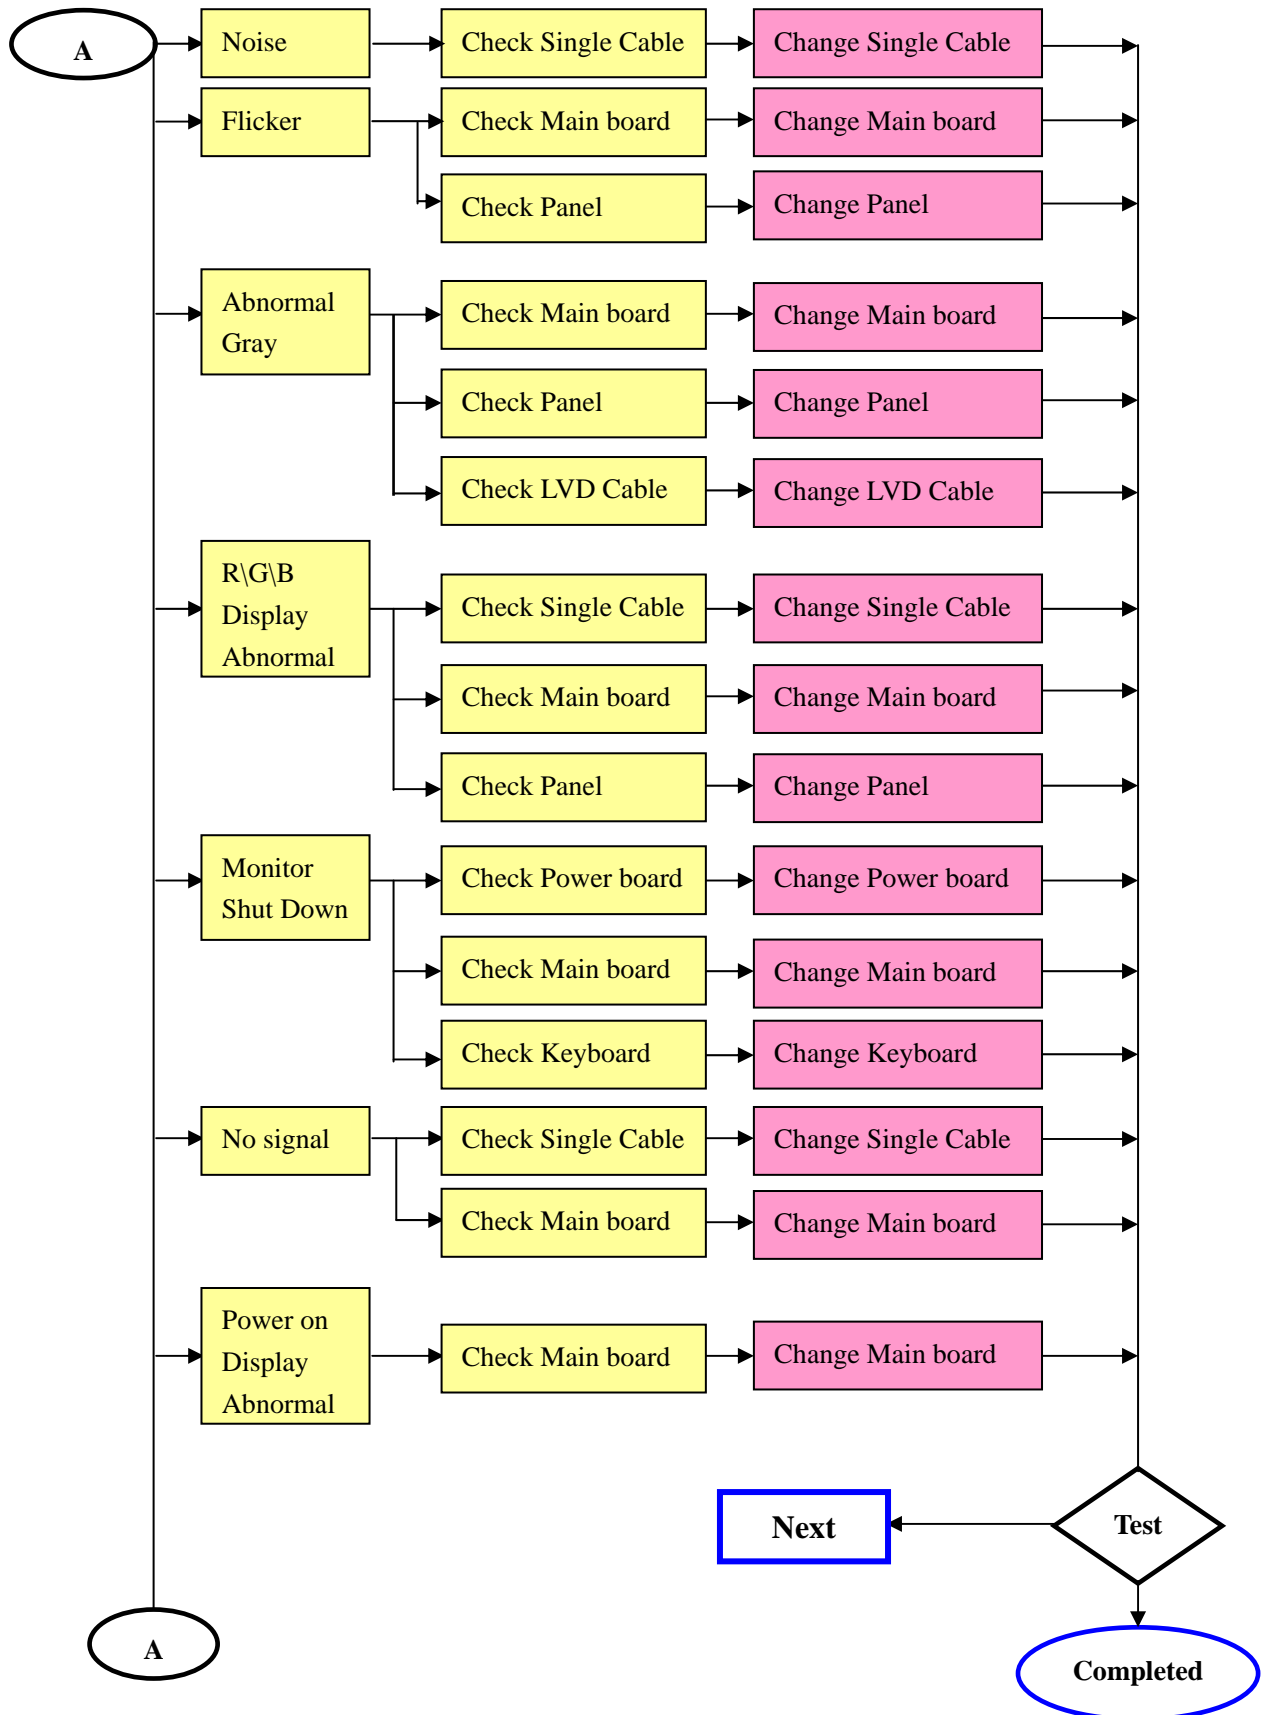 A
Noise
Check Single Cable
Change Single Cable
Flicker
Check Main board
Change Main board
Check Panel
Change Panel
Abnormal
Gray
Check Main board
Change Main board
Check Panel
Change Panel
Check LVD Cable
Change LVD Cable
R\G\B
Display
Abnormal
Check Single Cable
Change Single Cable
Check Main board
Change Main board
Check Panel
Change Panel
Monitor
Shut Down
Check Power board
Change Power board
Check Main board
Change Main board
Check Keyboard
Change Keyboard
No signal
Check Single Cable
Change Single Cable
Check Main board
Change Main board
Power on
Display
Abnormal
Check Main board
Change Main board
Next
Test
A
Completed